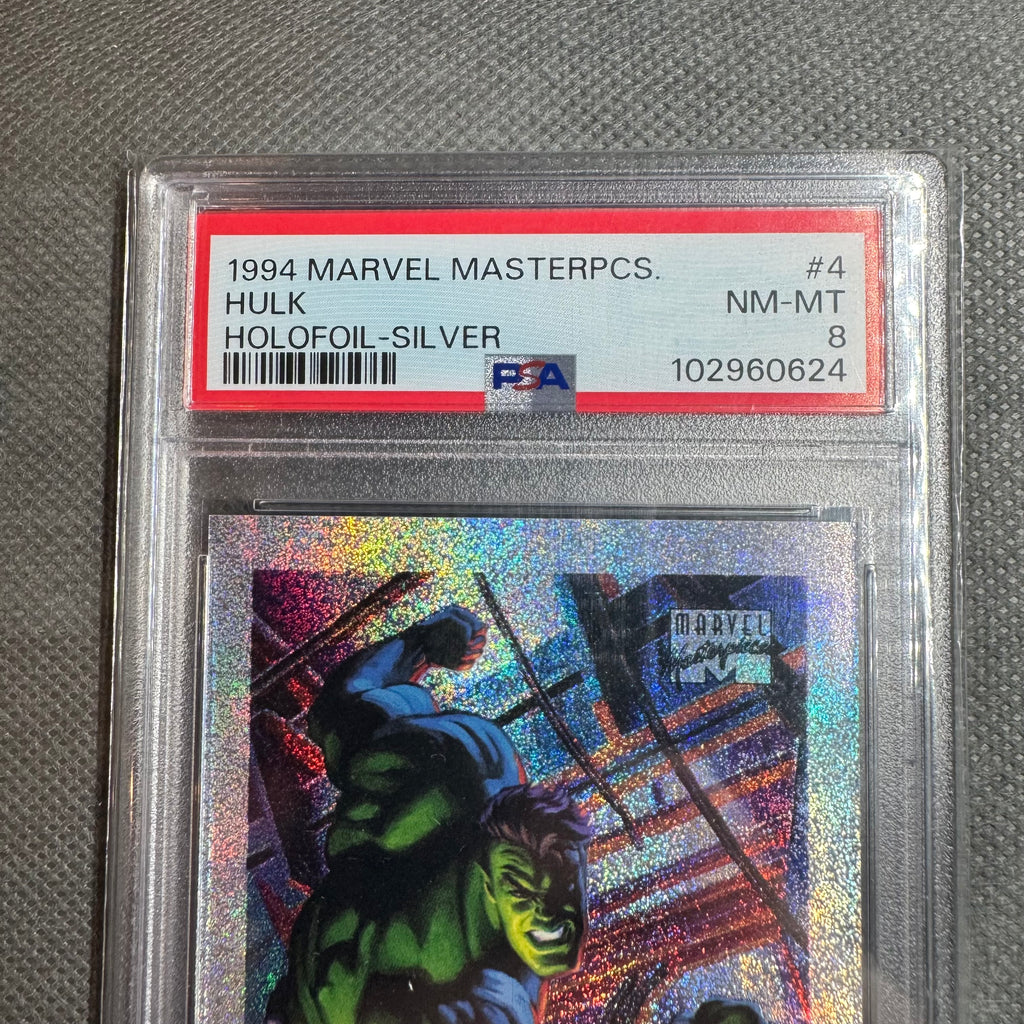 1994 MARVEL MASTERPCS. #4
HULK NM-MT
HOLOFOIL-SILVER 8
PSA 102960624
MARVEL
Masterpieces